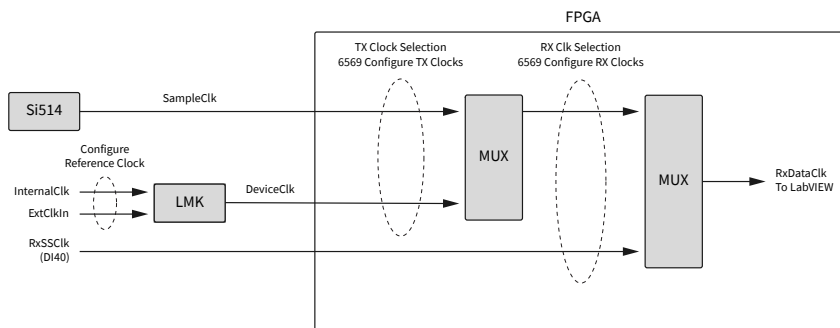 FPGA
TX Clock Selection
6569 Configure TX Clocks
RX Clk Selection
6569 Configure RX Clocks
Si514
SampleClk
MUX
MUX
Configure
Reference Clock
InternalClk
ExtClkIn
LMK
DeviceClk
RxDataClk
To LabVIEW
RxSSClk
(DI40)